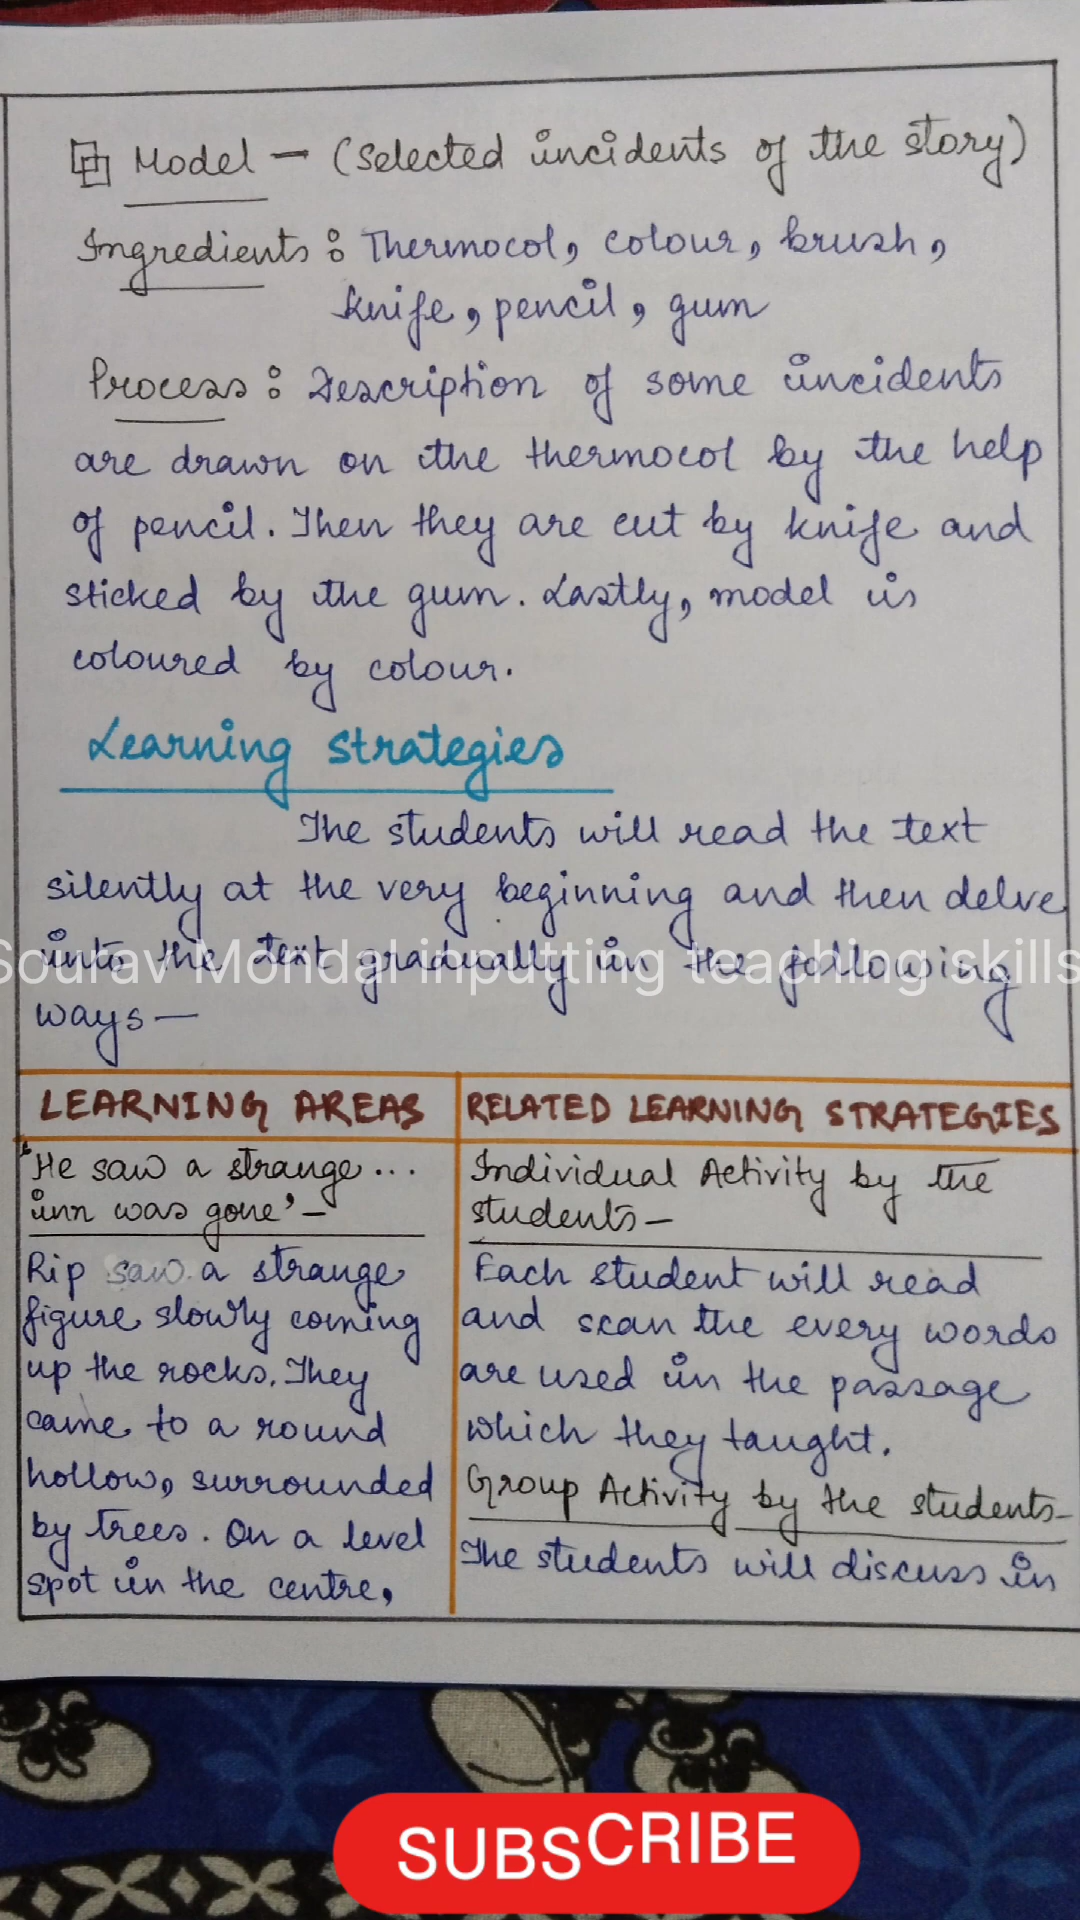 Model - (Selected incidents of the story)
Ingredients : Thermocol, colour, brush,
knife, pencil, gum
Process : Description of some incidents
are drawn on the thermocol by the help
of pencil. Then they are cut by knife and
sticked by the gum. Lastly, model is
coloured by colour.
Learning Strategies
The students will read the text
silently at the very beginning and then delve
into the text gradually in the following
Sourav Mondal inputting teaching skills
ways —
LEARNING AREAS
'He saw a strange ...
inn was gone' —
Rip saw a strange
figure slowly coming
up the rocks. They
came to a round
hollow, surrounded
by trees. On a level
spot in the centre,
RELATED LEARNING STRATEGIES
Individual Activity by the
students —
Each student will read
and scan the every words
are used in the passage
which they taught.
Group Activity by the students —
The students will discuss in
SUBSCRIBE